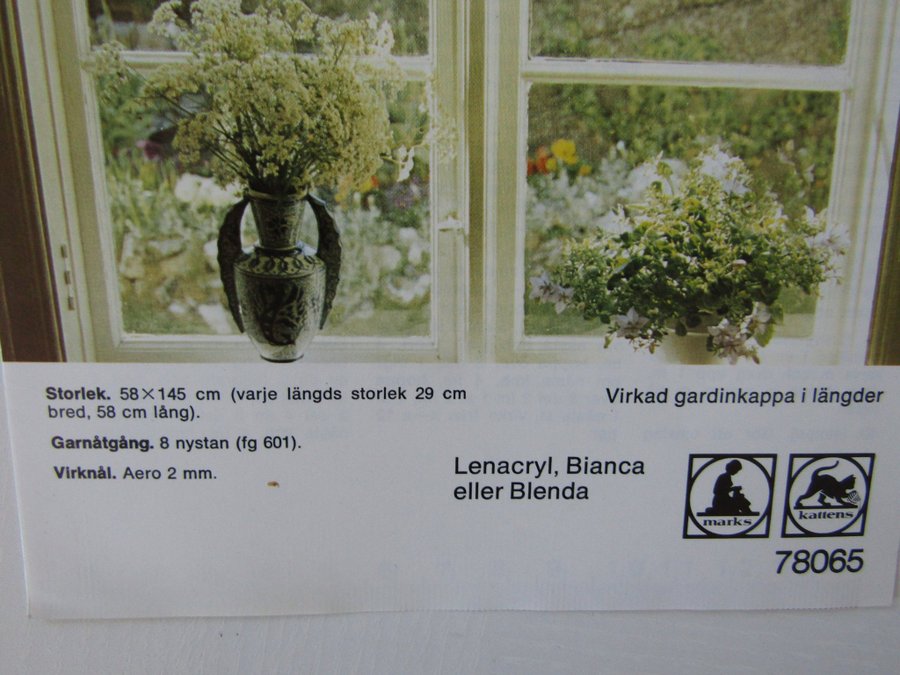 Storlek. 58×145 cm (varje längds storlek 29 cm
bred, 58 cm lång).
Garnåtgång. 8 nystan (fg 601).
Virknål. Aero 2 mm.
Virkad gardinkappa i längder
Lenacryl, Bianca
eller Blenda
marks
kattens
78065